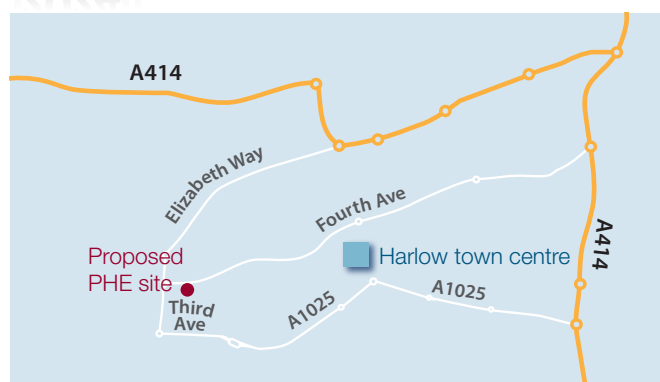 A414
Elizabeth Way
Fourth Ave
A414
Proposed
PHE site
Harlow town centre
Third
Ave
A1025
A1025